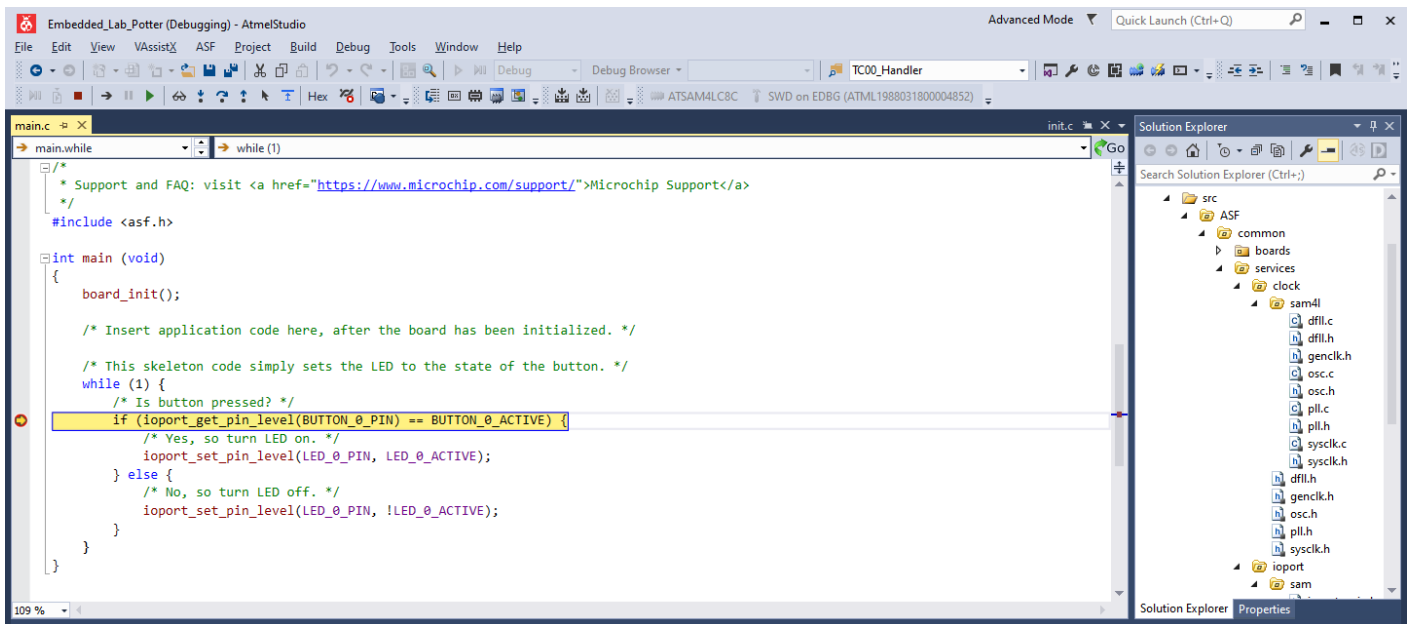 Embedded_Lab_Potter (Debugging) - AtmelStudio
Advanced Mode
Quick Launch (Ctrl+Q)
File Edit View VAssistX ASF Project Build Debug Tools Window Help
Debug
Debug Browser
TC00_Handler
Hex
ATSAM4LC8C
SWD on EDBG (ATML1988031800004852)
main.c
init.c
main.while
while (1)
Go
/*
* Support and FAQ: visit <a href="https://www.microchip.com/support/">Microchip Support</a>
*/
#include <asf.h>
int main (void)
{
board_init();
/* Insert application code here, after the board has been initialized. */
/* This skeleton code simply sets the LED to the state of the button. */
while (1) {
/* Is button pressed? */
if (ioport_get_pin_level(BUTTON_0_PIN) == BUTTON_0_ACTIVE) {
/* Yes, so turn LED on. */
ioport_set_pin_level(LED_0_PIN, LED_0_ACTIVE);
} else {
/* No, so turn LED off. */
ioport_set_pin_level(LED_0_PIN, !LED_0_ACTIVE);
}
}
}
109 %
Solution Explorer
Search Solution Explorer (Ctrl+;)
src
ASF
common
boards
services
clock
sam4l
dfll.c
dfll.h
genclk.h
osc.c
osc.h
pll.c
pll.h
sysclk.c
sysclk.h
dfll.h
genclk.h
osc.h
pll.h
sysclk.h
ioport
sam
Solution Explorer Properties